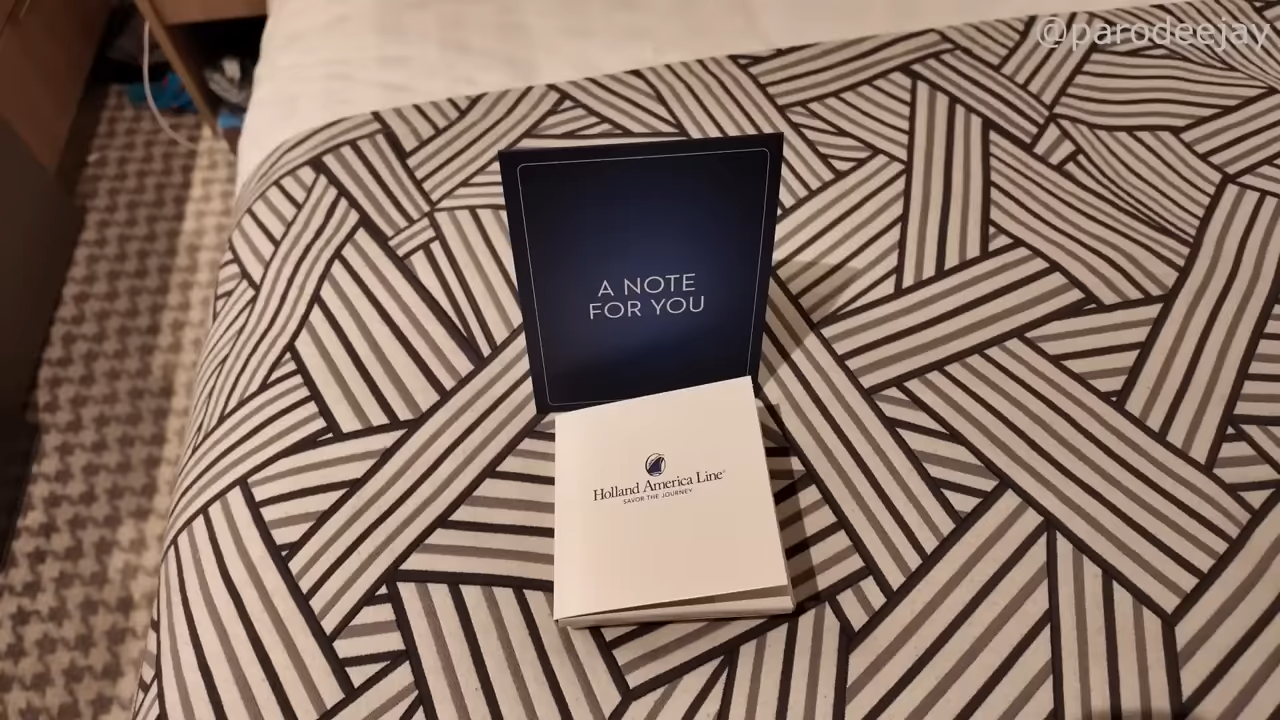 @parodeejay
A NOTE
FOR YOU
Holland America Line®
SAVOR THE JOURNEY